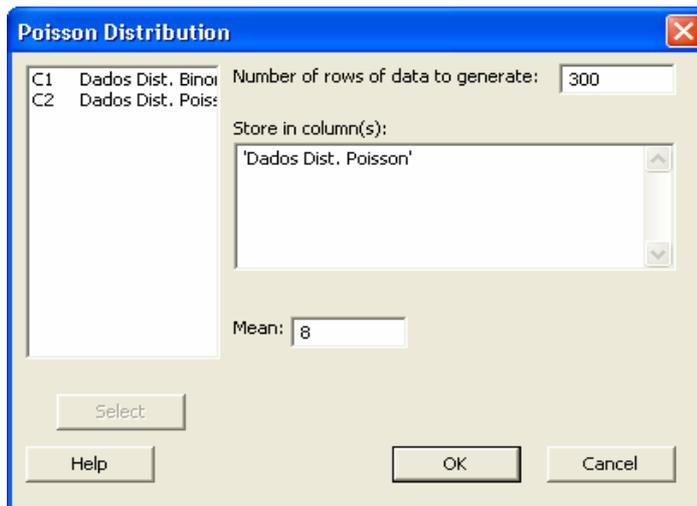 Poisson Distribution
C1 Dados Dist. Binor
C2 Dados Dist. Poiss
Number of rows of data to generate: 300
Store in column(s):
'Dados Dist. Poisson'
Mean: 8
Select
Help
OK
Cancel